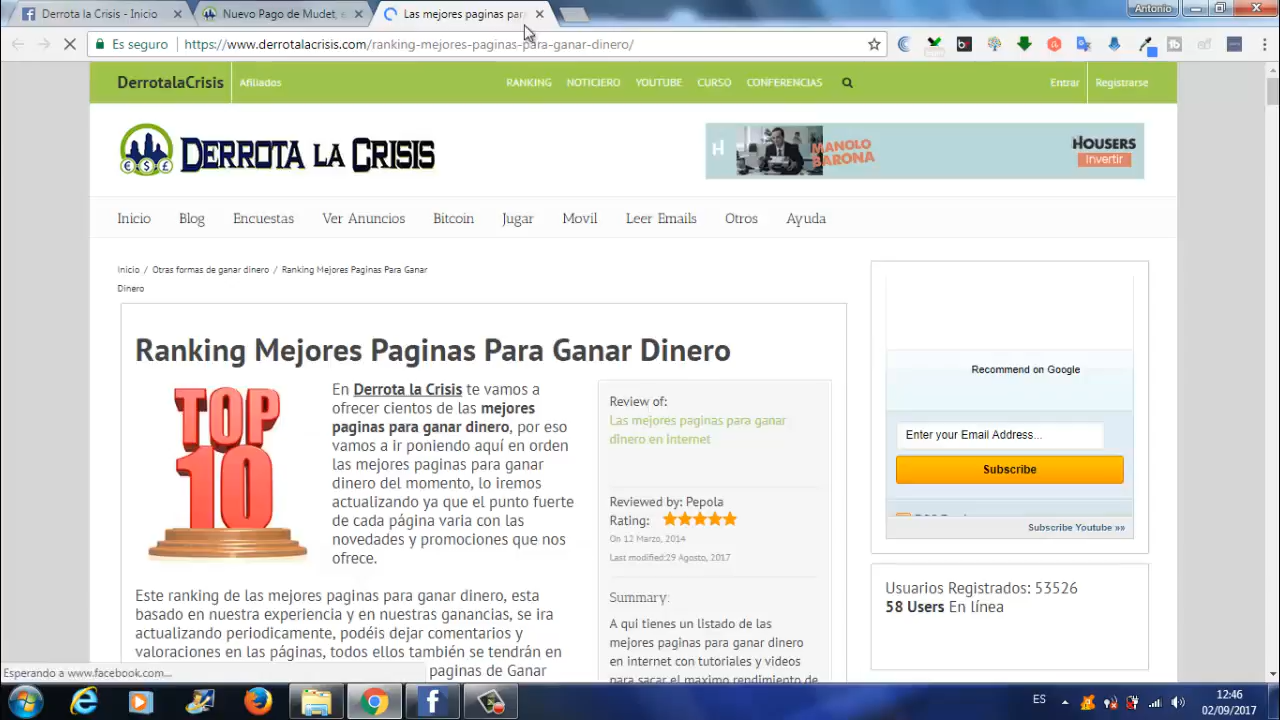 Derrota la Crisis - Inicio
Nuevo Pago de Mudet, e
Las mejores paginas par
Antonio
Es seguro
https://www.derrotalacrisis.com/ranking-mejores-paginas-para-ganar-dinero/
DerrotalaCrisis
Afiliados
RANKING
NOTICIERO
YOUTUBE
CURSO
CONFERENCIAS
Entrar
Registrarse
DERROTA LA CRISIS
H
MANOLO
BARONA
HOUSERS
Invertir
Inicio
Blog
Encuestas
Ver Anuncios
Bitcoin
Jugar
Movil
Leer Emails
Otros
Ayuda
Inicio / Otras formas de ganar dinero / Ranking Mejores Paginas Para Ganar
Dinero
Ranking Mejores Paginas Para Ganar Dinero
TOP
10
En Derrota la Crisis te vamos a
ofrecer cientos de las mejores
paginas para ganar dinero, por eso
vamos a ir poniendo aquí en orden
las mejores paginas para ganar
dinero del momento, lo iremos
actualizando ya que el punto fuerte
de cada página varia con las
novedades y promociones que nos
ofrece.
Este ranking de las mejores paginas para ganar dinero, esta
basado en nuestra experiencia y en nuestras ganancias, se ira
actualizando periodicamente, podéis dejar comentarios y
valoraciones en las páginas, todos ellos también se tendrán en
paginas de Ganar
Review of:
Las mejores paginas para ganar
dinero en internet
Reviewed by: Pepola
Rating:
On 12 Marzo, 2014
Last modified:29 Agosto, 2017
Summary:
A qui tienes un listado de las
mejores paginas para ganar dinero
en internet con tutoriales y videos
para sacar el maximo rendimiento de
Recommend on Google
Enter your Email Address...
Subscribe
Subscribe Youtube »»
Usuarios Registrados: 53526
58 Users En línea
Esperando a www.facebook.com...
ES
12:46
02/09/2017